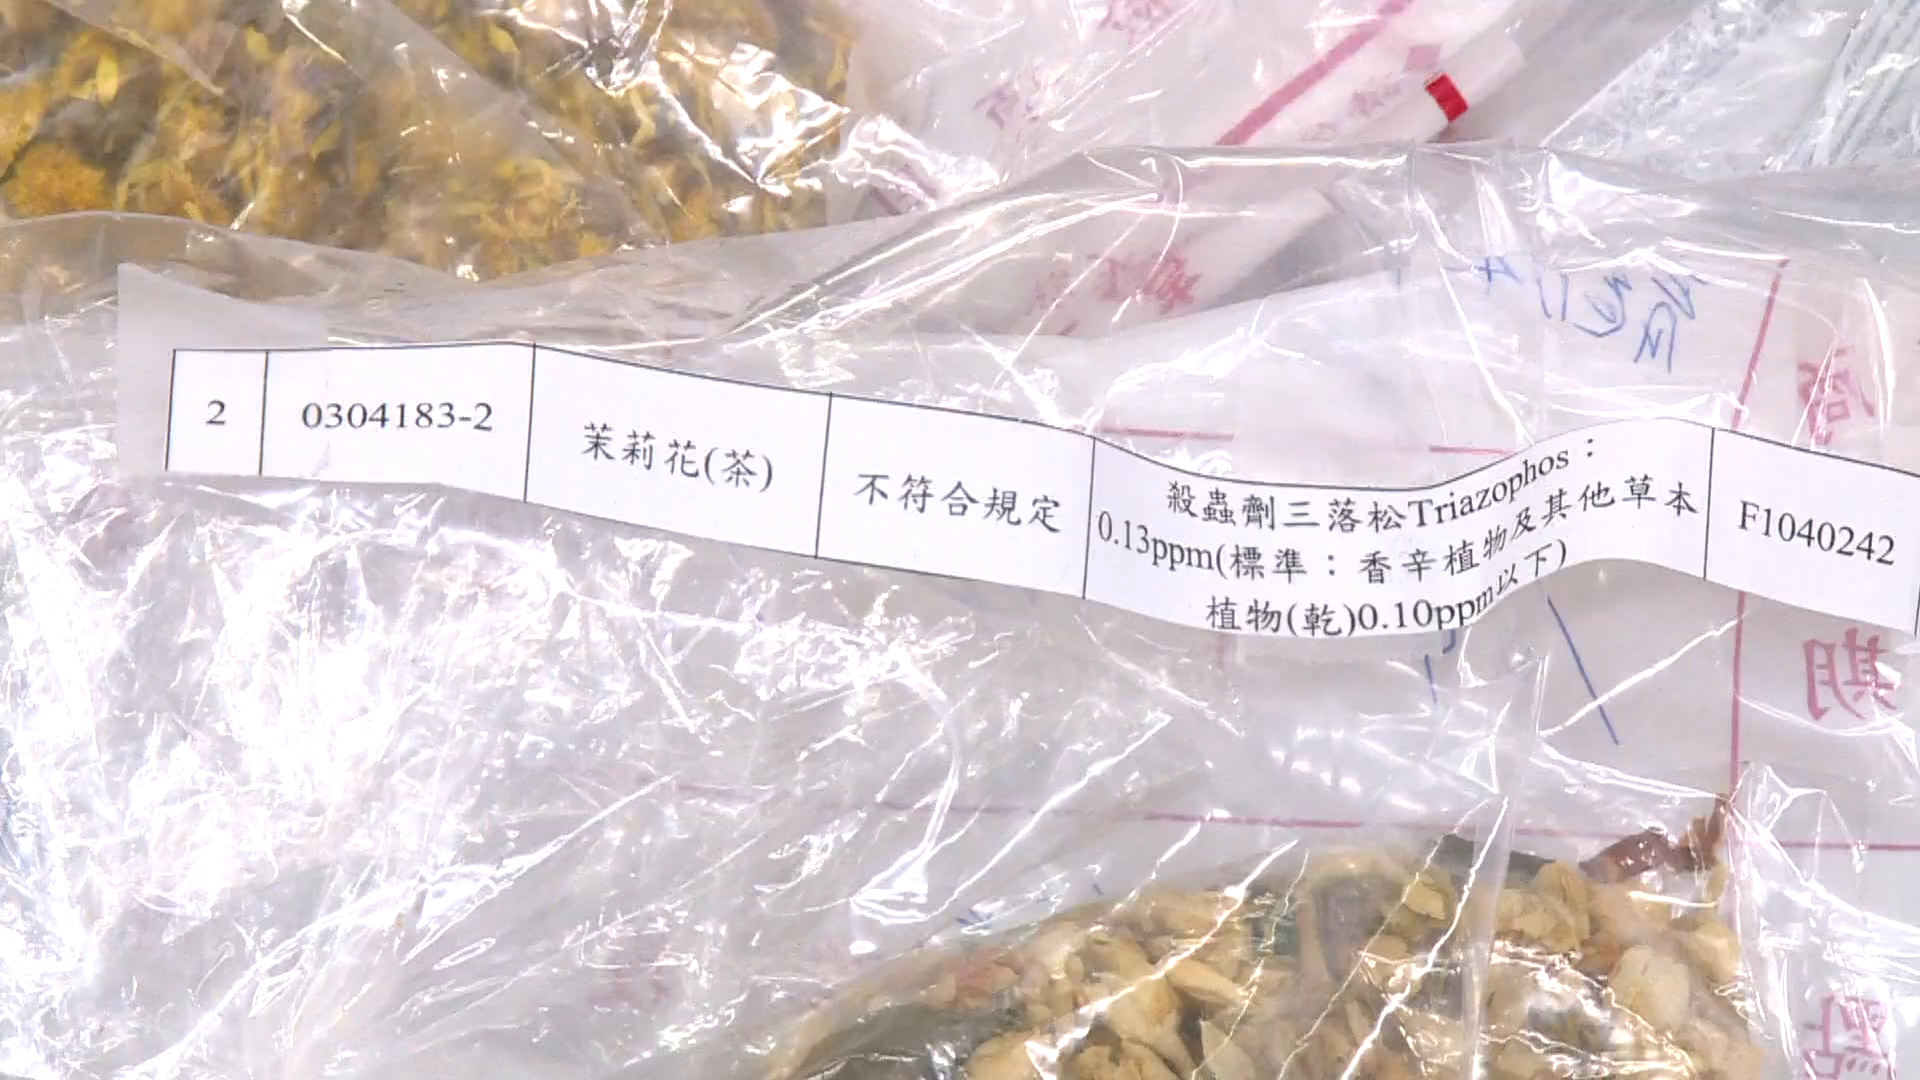 2
0304183-2
茉莉花(茶)
不符合規定
殺蟲劑三落松Triazophos：
0.13ppm(標準：香辛植物及其他草本
植物(乾)0.10ppm以下)
F1040242
期
點